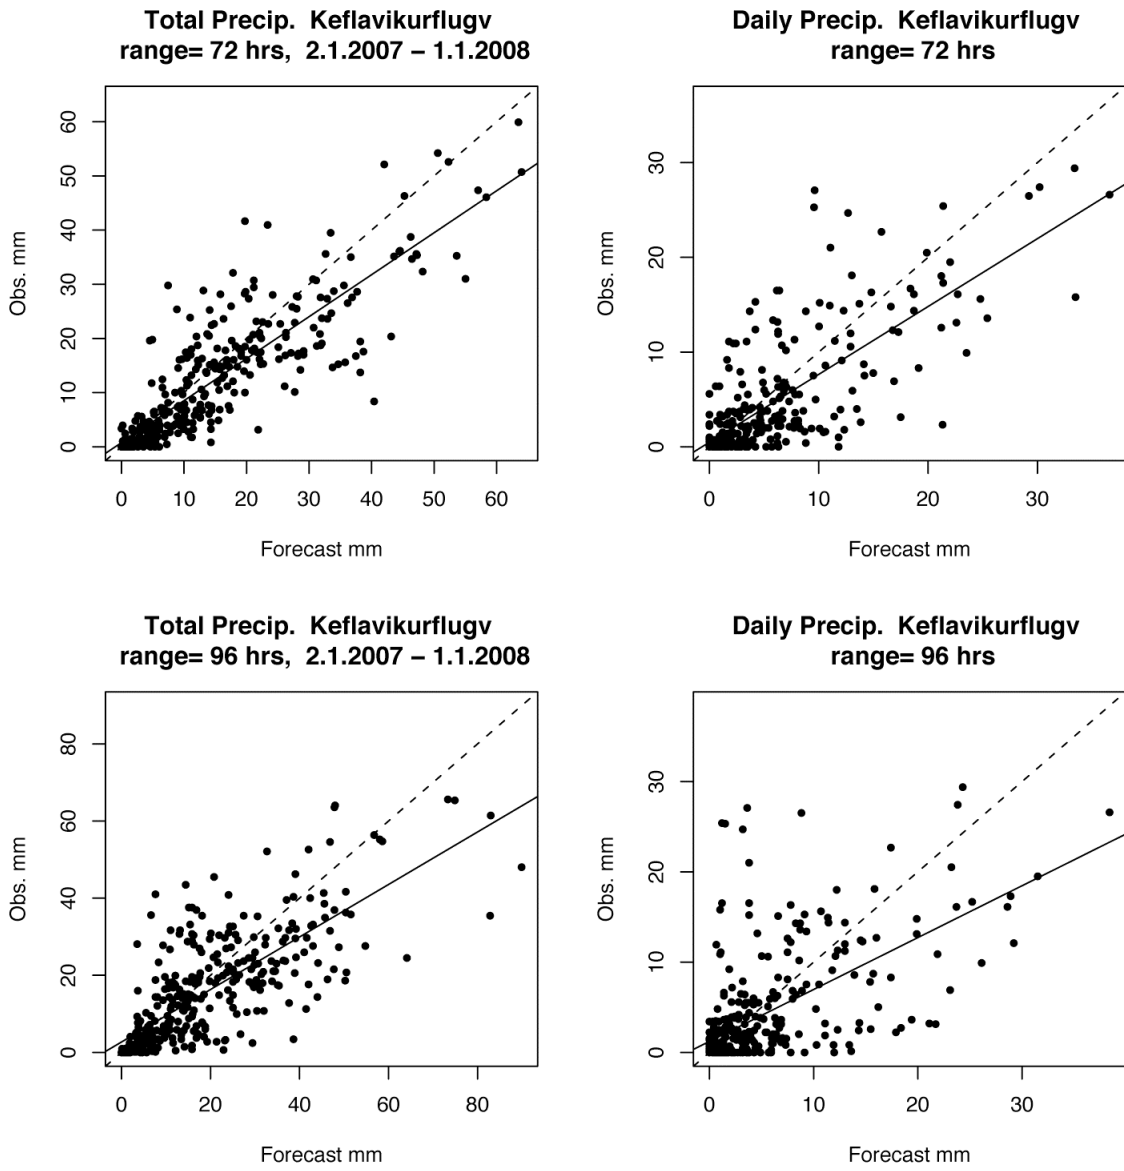 Total Precip. Keflavikurflugv
range= 72 hrs, 2.1.2007 – 1.1.2008
60
50
40
30
20
10
0
Obs. mm
0 10 20 30 40 50 60
Forecast mm
Daily Precip. Keflavikurflugv
range= 72 hrs
30
20
10
0
Obs. mm
0 10 20 30
Forecast mm
Total Precip. Keflavikurflugv
range= 96 hrs, 2.1.2007 – 1.1.2008
80
60
40
20
0
Obs. mm
0 20 40 60 80
Forecast mm
Daily Precip. Keflavikurflugv
range= 96 hrs
30
20
10
0
Obs. mm
0 10 20 30
Forecast mm